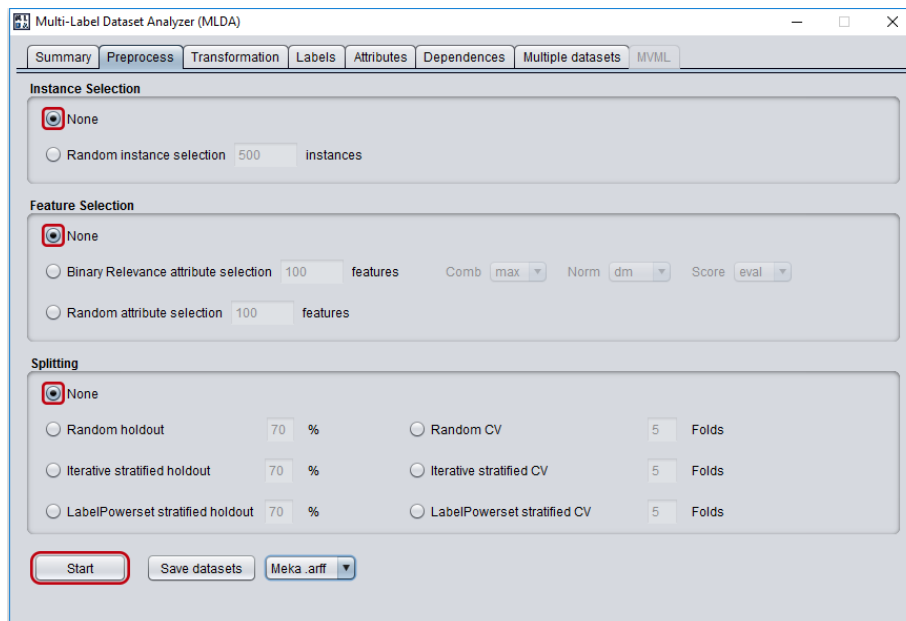 Multi-Label Dataset Analyzer (MLDA)
Summary Preprocess Transformation Labels Attributes Dependences Multiple datasets MVML
Instance Selection
None
Random instance selection 500 instances
Feature Selection
None
Binary Relevance attribute selection 100 features Comb max Norm dm Score eval
Random attribute selection 100 features
Splitting
None
Random holdout 70 % Random CV 5 Folds
Iterative stratified holdout 70 % Iterative stratified CV 5 Folds
LabelPowerset stratified holdout 70 % LabelPowerset stratified CV 5 Folds
Start Save datasets Meka .arff